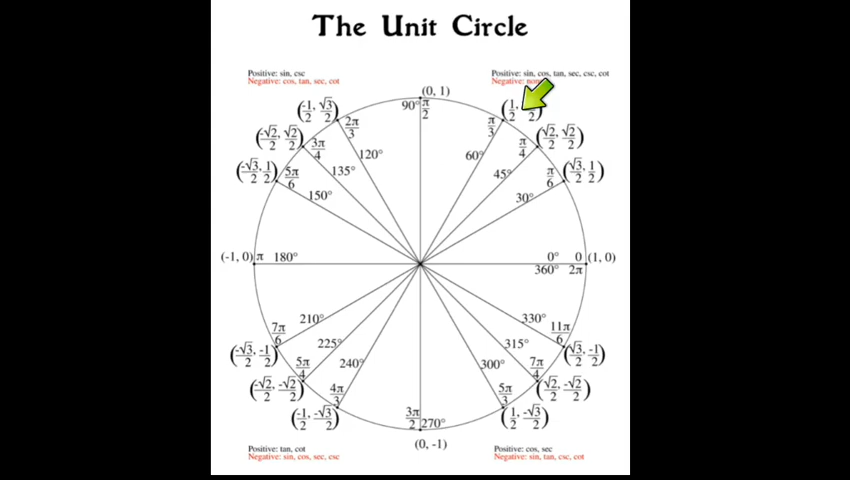 The Unit Circle
Positive: sin, csc
Negative: cos, tan, sec, cot
Positive: sin, cos, tan, sec, csc, cot
Negative:
(0, 1)
90° π/2
(-1/2, √3/2) 2π/3 120°
(-√2/2, √2/2) 3π/4 135°
(-√3/2, 1/2) 5π/6 150°
(1/2, /2) π/3 60°
(√2/2, √2/2) π/4 45°
(√3/2, 1/2) π/6 30°
(-1, 0) π 180°
0° 0 (1, 0)
360° 2π
210° 7π/6 (-√3/2, -1/2)
225° 5π/4 (-√2/2, -√2/2)
240° 4π/3 (-1/2, -√3/2)
330° 11π/6 (√3/2, -1/2)
315° 7π/4 (√2/2, -√2/2)
300° 5π/3 (1/2, -√3/2)
3π/2 270°
(0, -1)
Positive: tan, cot
Negative: sin, cos, sec, csc
Positive: cos, sec
Negative: sin, tan, csc, cot